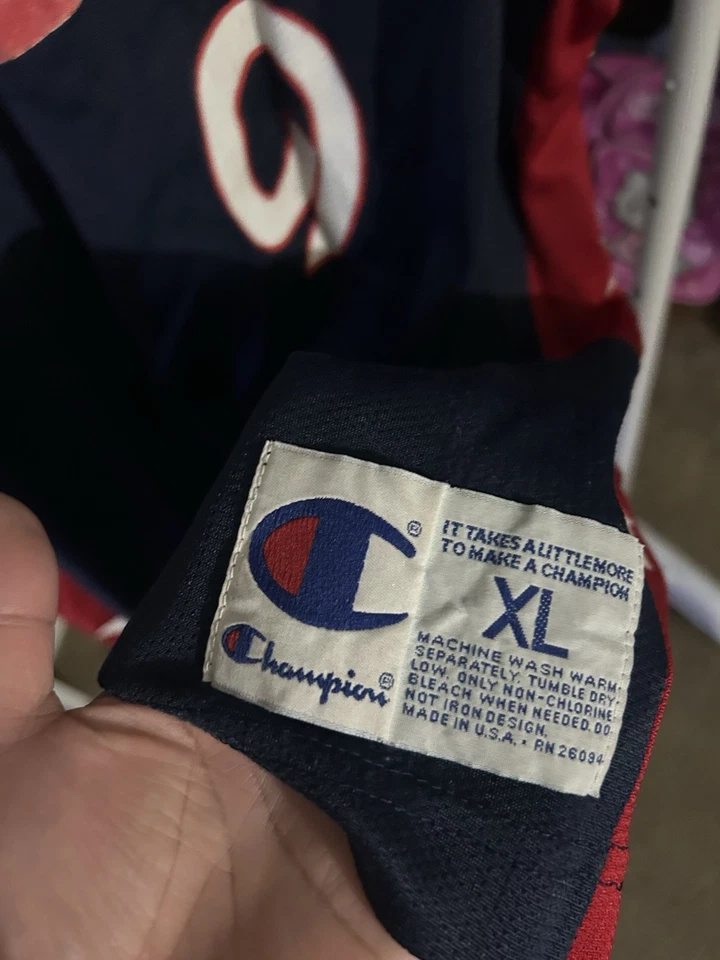 Champion
IT TAKES A LITTLE MORE
TO MAKE A CHAMPION
XL
MACHINE WASH WARM,
SEPARATELY. TUMBLE DRY,
LOW, ONLY NON-CHLORINE
BLEACH WHEN NEEDED. DO
NOT IRON DESIGN.
MADE IN U.S.A. • RN 26094